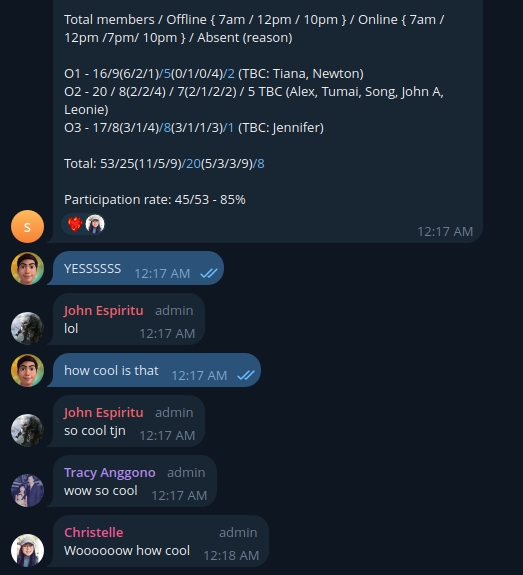 Total members / Offline { 7am / 12pm / 10pm } / Online { 7am /
12pm /7pm/ 10pm } / Absent (reason)
O1 - 16/9(6/2/1)/5(0/1/0/4)/2 (TBC: Tiana, Newton)
O2 - 20 / 8(2/2/4) / 7(2/1/2/2) / 5 TBC (Alex, Tumai, Song, John A,
Leonie)
O3 - 17/8(3/1/4)/8(3/1/1/3)/1 (TBC: Jennifer)
Total: 53/25(11/5/9)/20(5/3/3/9)/8
Participation rate: 45/53 - 85%
S
12:17 AM
YESSSSSS 12:17 AM
John Espiritu admin
lol 12:17 AM
how cool is that 12:17 AM
John Espiritu admin
so cool tjn 12:17 AM
Tracy Anggono admin
wow so cool 12:17 AM
Christelle admin
Woooooow how cool 12:18 AM